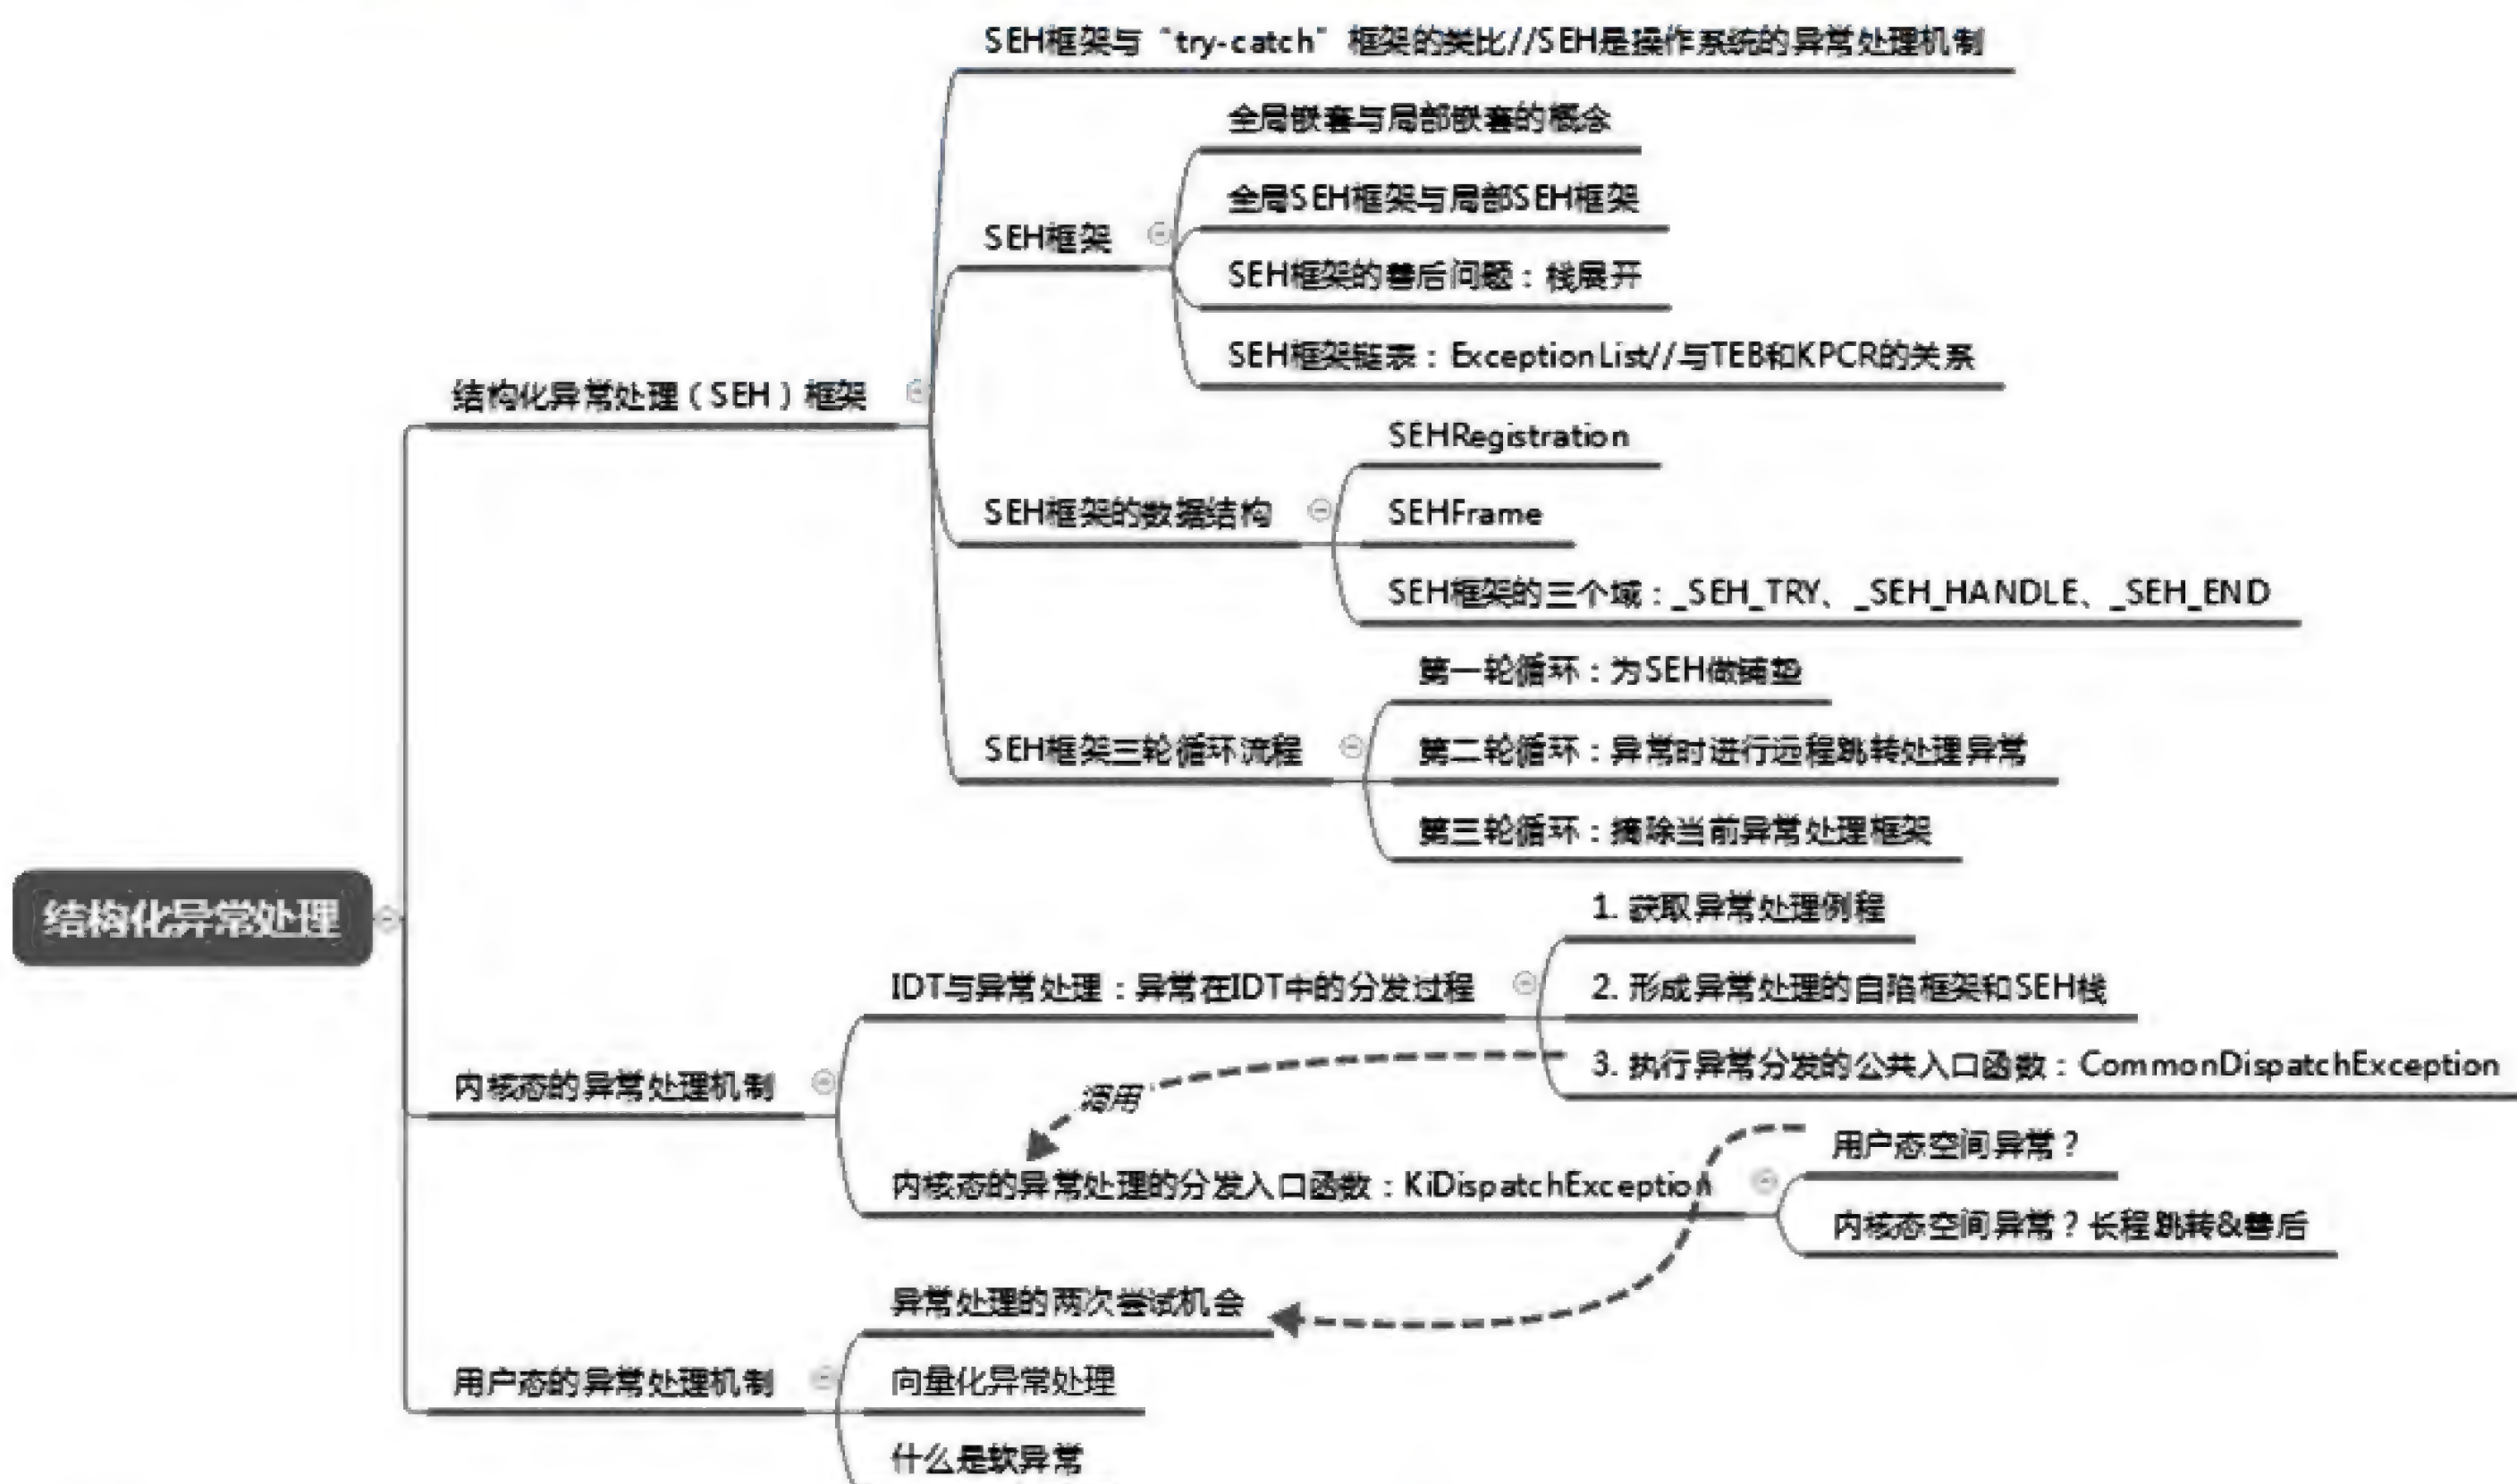 SEH框架与“try-catch”框架的类比//SEH是操作系统的异常处理机制
全局嵌套与局部嵌套的概念
全局SEH框架与局部SEH框架
SEH框架
SEH框架的善后问题：栈展开
SEH框架链表：ExceptionList//与TEB和KPCR的关系
结构化异常处理（SEH）框架
SEHRegistration
SEH框架的数据结构
SEHFrame
SEH框架的三个域：_SEH_TRY、_SEH_HANDLE、_SEH_END
第一轮循环：为SEH做铺垫
SEH框架三轮循环流程
第二轮循环：异常时进行远程跳转处理异常
第三轮循环：摘除当前异常处理框架
结构化异常处理
1. 获取异常处理例程
IDT与异常处理：异常在IDT中的分发过程
2. 形成异常处理的自陷框架和SEH栈
3. 执行异常分发的公共入口函数：CommonDispatchException
内核态的异常处理机制
调用
用户态空间异常？
内核态的异常处理的分发入口函数：KiDispatchException
内核态空间异常？长程跳转&善后
异常处理的两次尝试机会
用户态的异常处理机制
向量化异常处理
什么是软异常